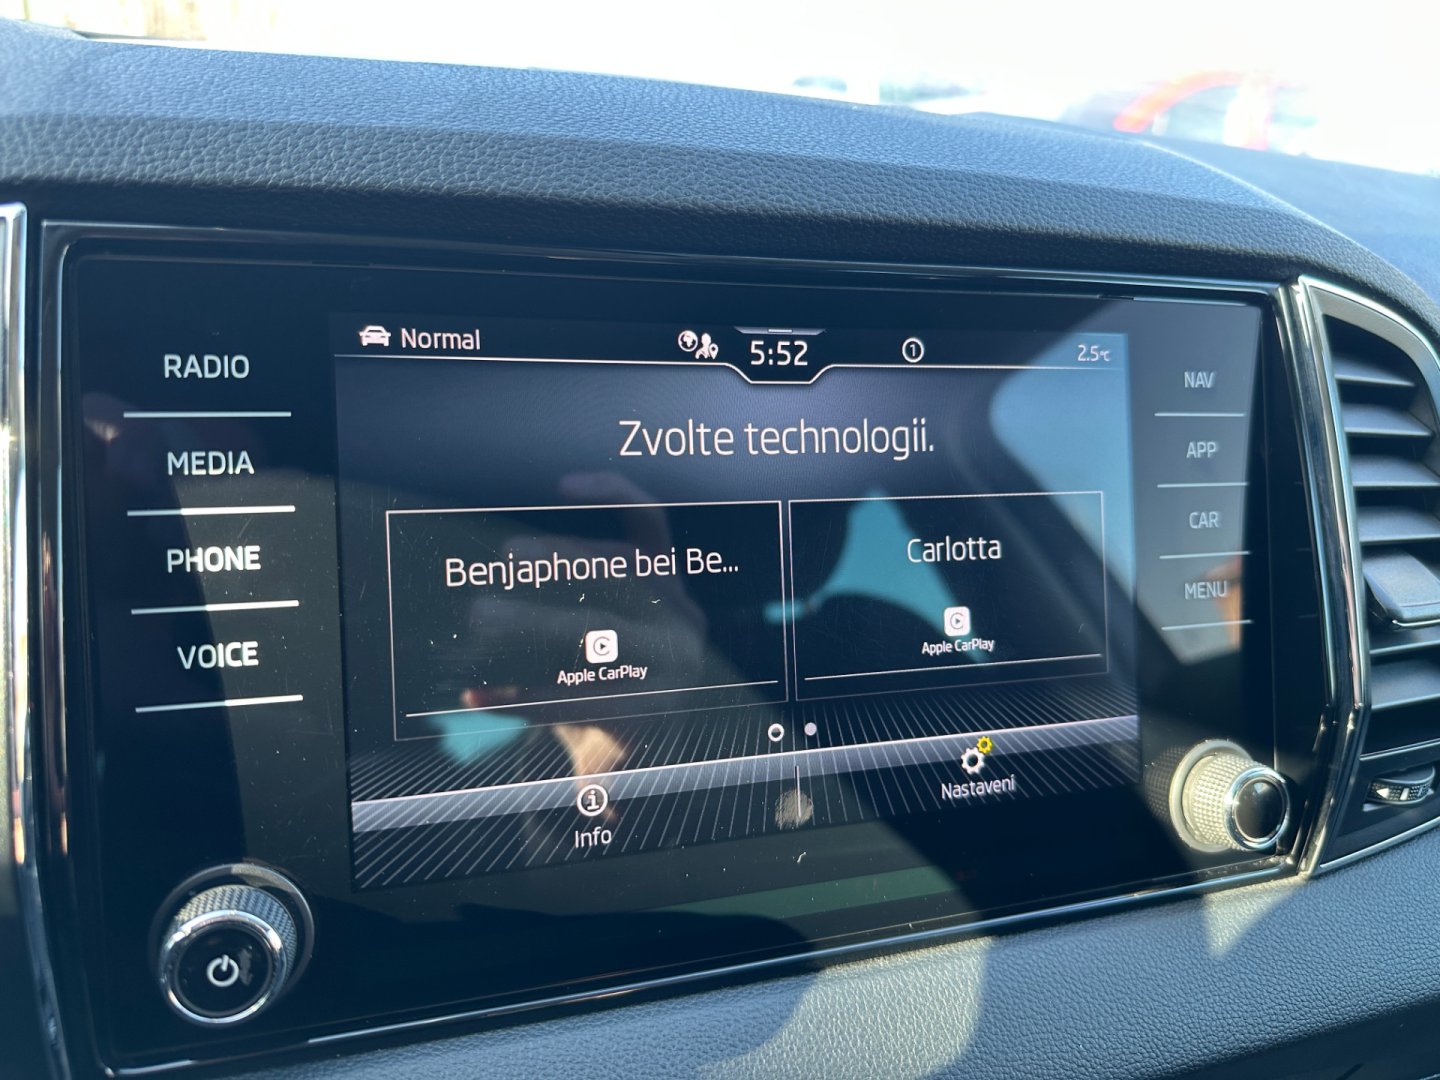 Normal
5:52
1
2.5°C
RADIO
MEDIA
PHONE
VOICE
Zvolte technologii.
Benjaphone bei Be...
Apple CarPlay
Carlotta
Apple CarPlay
Info
Nastavení
NAV
APP
CAR
MENU